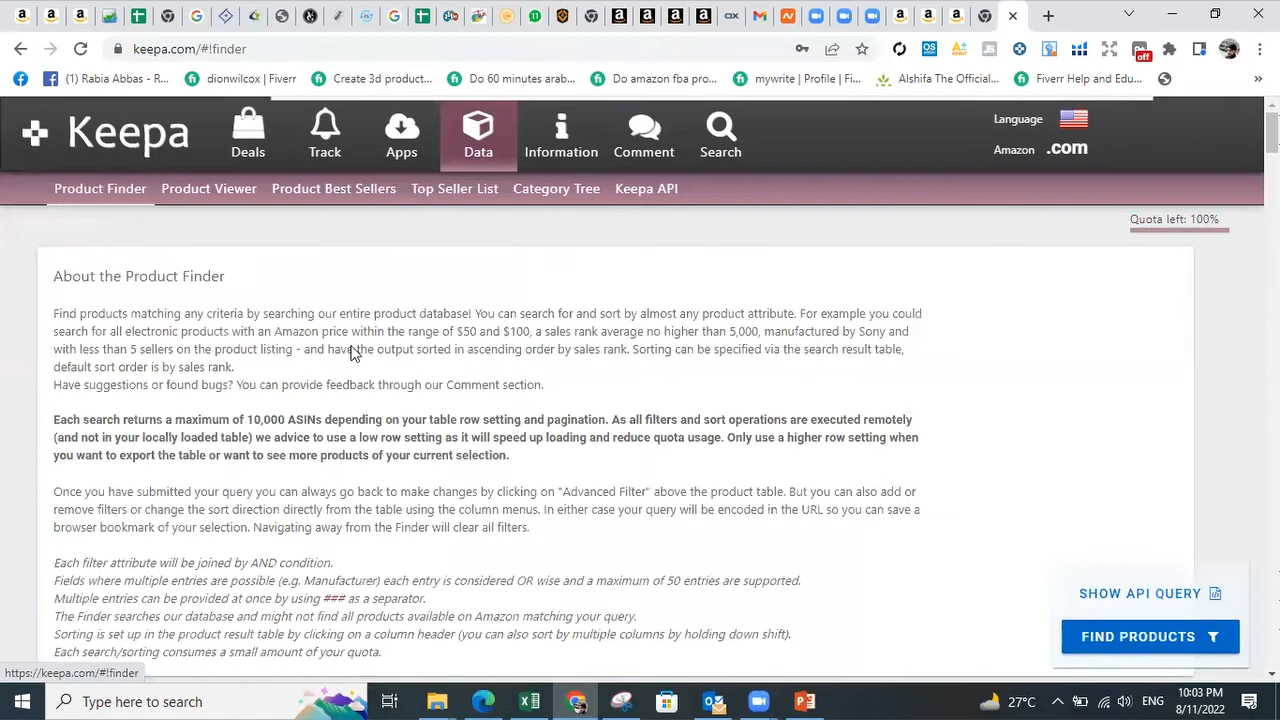 keepa.com/#!finder
off
(1) Rabia Abbas - R...
dionwilcox | Fiverr
Create 3d product...
Do 60 minutes arab...
Do amazon fba pro...
mywrite | Profile | Fi...
Alshifa The Official...
Fiverr Help and Edu...
»
Keepa
Deals
Track
Apps
Data
Information
Comment
Search
Language
Amazon .com
Product Finder
Product Viewer
Product Best Sellers
Top Seller List
Category Tree
Keepa API
Quota left: 100%
About the Product Finder
Find products matching any criteria by searching our entire product database! You can search for and sort by almost any product attribute. For example you could
search for all electronic products with an Amazon price within the range of $50 and $100, a sales rank average no higher than 5,000, manufactured by Sony and
with less than 5 sellers on the product listing - and have the output sorted in ascending order by sales rank. Sorting can be specified via the search result table,
default sort order is by sales rank.
Have suggestions or found bugs? You can provide feedback through our Comment section.
Each search returns a maximum of 10,000 ASINs depending on your table row setting and pagination. As all filters and sort operations are executed remotely
(and not in your locally loaded table) we advice to use a low row setting as it will speed up loading and reduce quota usage. Only use a higher row setting when
you want to export the table or want to see more products of your current selection.
Once you have submitted your query you can always go back to make changes by clicking on "Advanced Filter" above the product table. But you can also add or
remove filters or change the sort direction directly from the table using the column menus. In either case your query will be encoded in the URL so you can save a
browser bookmark of your selection. Navigating away from the Finder will clear all filters.
Each filter attribute will be joined by AND condition.
Fields where multiple entries are possible (e.g. Manufacturer) each entry is considered OR wise and a maximum of 50 entries are supported.
Multiple entries can be provided at once by using ### as a separator.
The Finder searches our database and might not find all products available on Amazon matching your query.
Sorting is set up in the product result table by clicking on a column header (you can also sort by multiple columns by holding down shift).
Each search/sorting consumes a small amount of your quota.
SHOW API QUERY
FIND PRODUCTS
https://keepa.com/#!finder
Type here to search
27°C
ENG
10:03 PM
8/11/2022